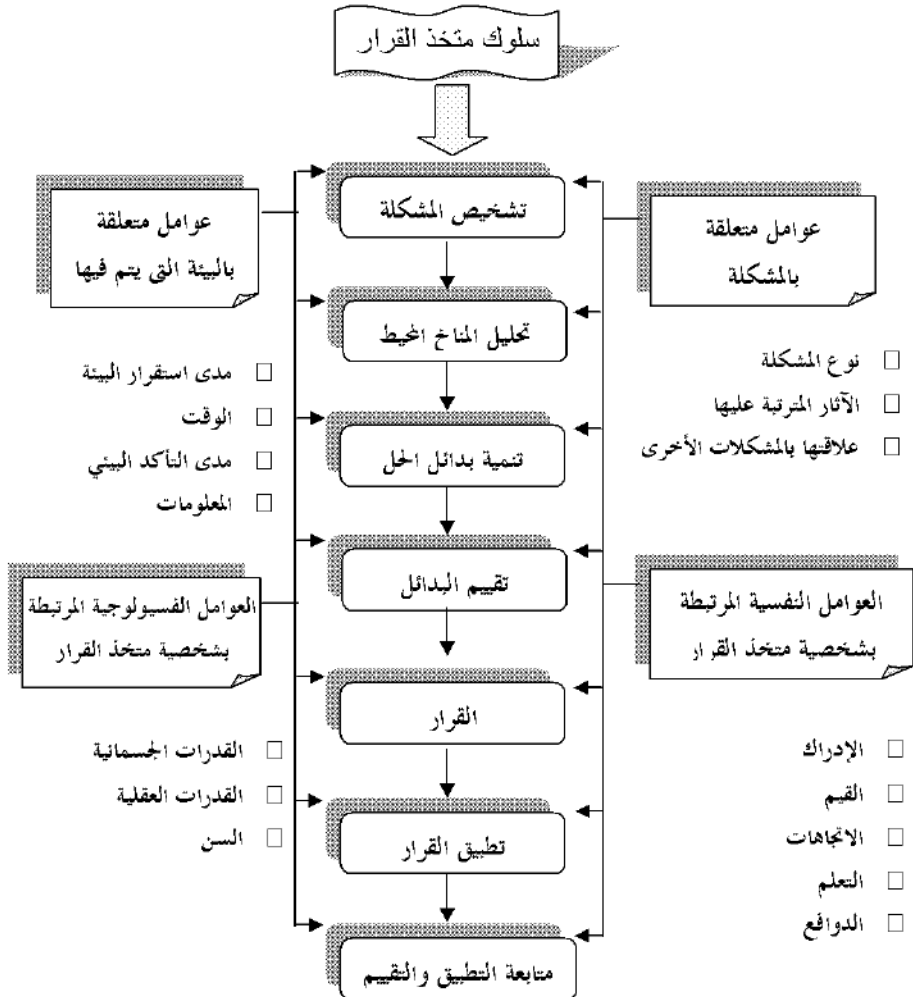 سلوك متخذ القرار
تشخيص المشكلة
عوامل متعلقة
بالمشكلة
عوامل متعلقة
بالبيئة التي يتم فيها
تحليل المناخ المحيط
نوع المشكلة
الآثار المترتبة عليها
علاقتها بالمشكلات الأخرى
مدى استقرار البيئة
الوقت
مدى التأكد البيئي
المعلومات
تنمية بدائل الحل
تقييم البدائل
العوامل النفسية المرتبطة
بشخصية متخذ القرار
العوامل الفسيولوجية المرتبطة
بشخصية متخذ القرار
القرار
الإدراك
القيم
الاتجاهات
التعلم
الدوافع
القدرات الجسمانية
القدرات العقلية
السن
تطبيق القرار
متابعة التطبيق والتقييم